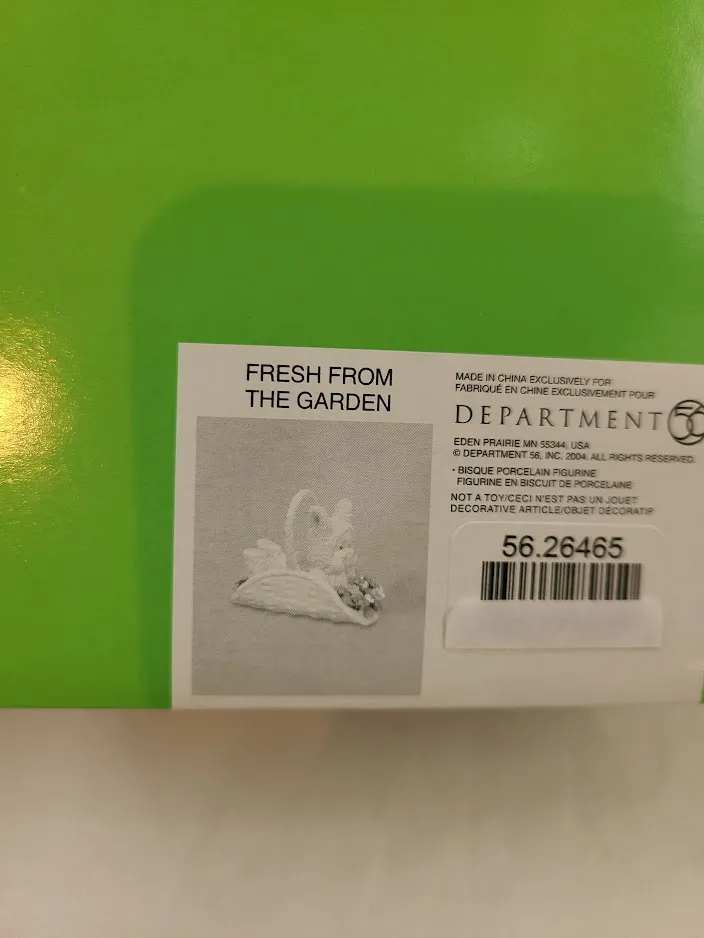 FRESH FROM
THE GARDEN
MADE IN CHINA EXCLUSIVELY FOR
FABRIQUÉ EN CHINE EXCLUSIVEMENT POUR
DEPARTMENT 56
EDEN PRAIRIE MN 55344, USA
© DEPARTMENT 56, INC. 2004. ALL RIGHTS RESERVED.
• BISQUE PORCELAIN FIGURINE
FIGURINE EN BISCUIT DE PORCELAINE
NOT A TOY/CECI N'EST PAS UN JOUET
DECORATIVE ARTICLE/OBJET DÉCORATIF
56.26465